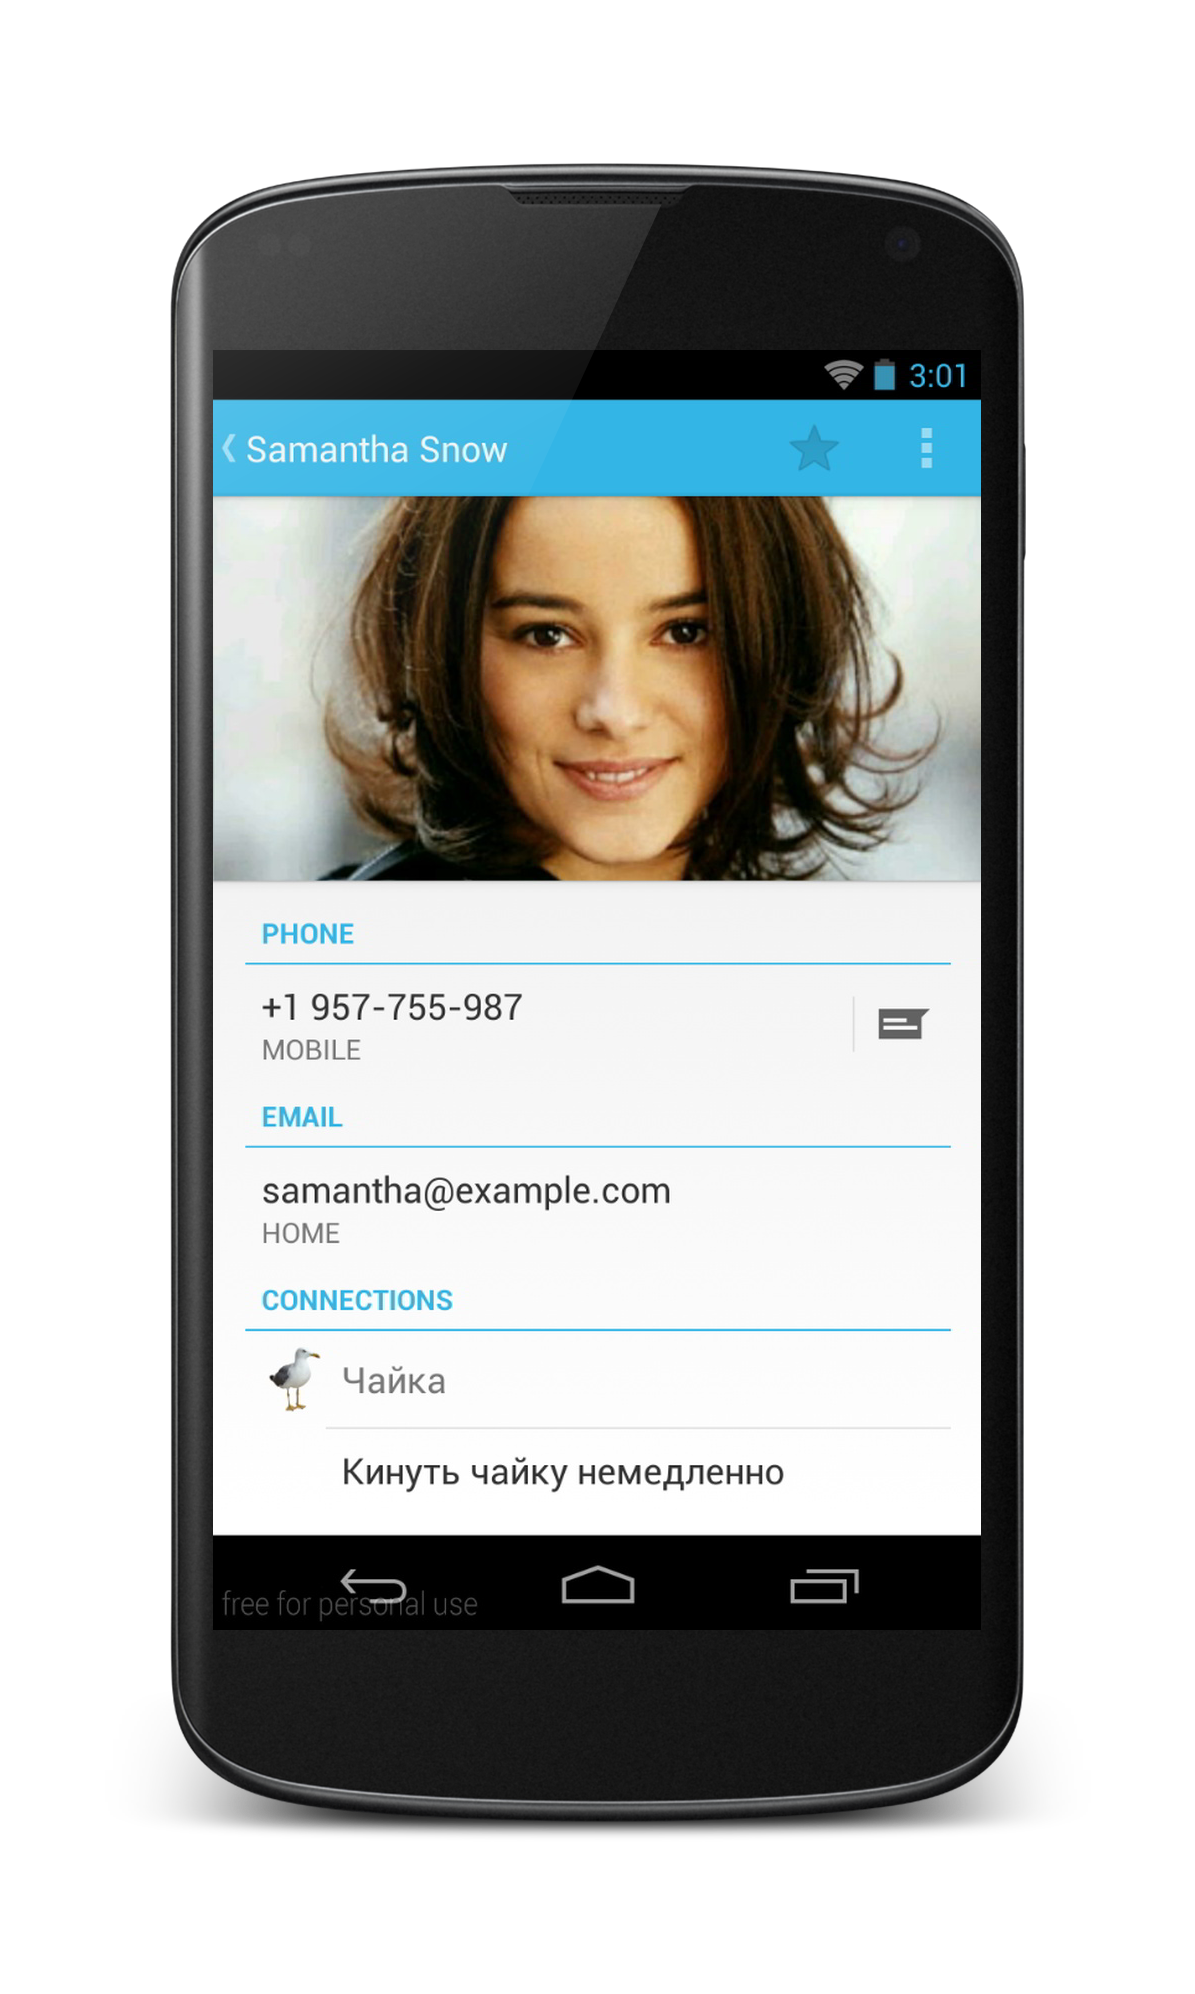 3:01
Samantha Snow
PHONE
+1 957-755-987
MOBILE
EMAIL
samantha@example.com
HOME
CONNECTIONS
Чайка
Кинуть чайку немедленно
free for personal use